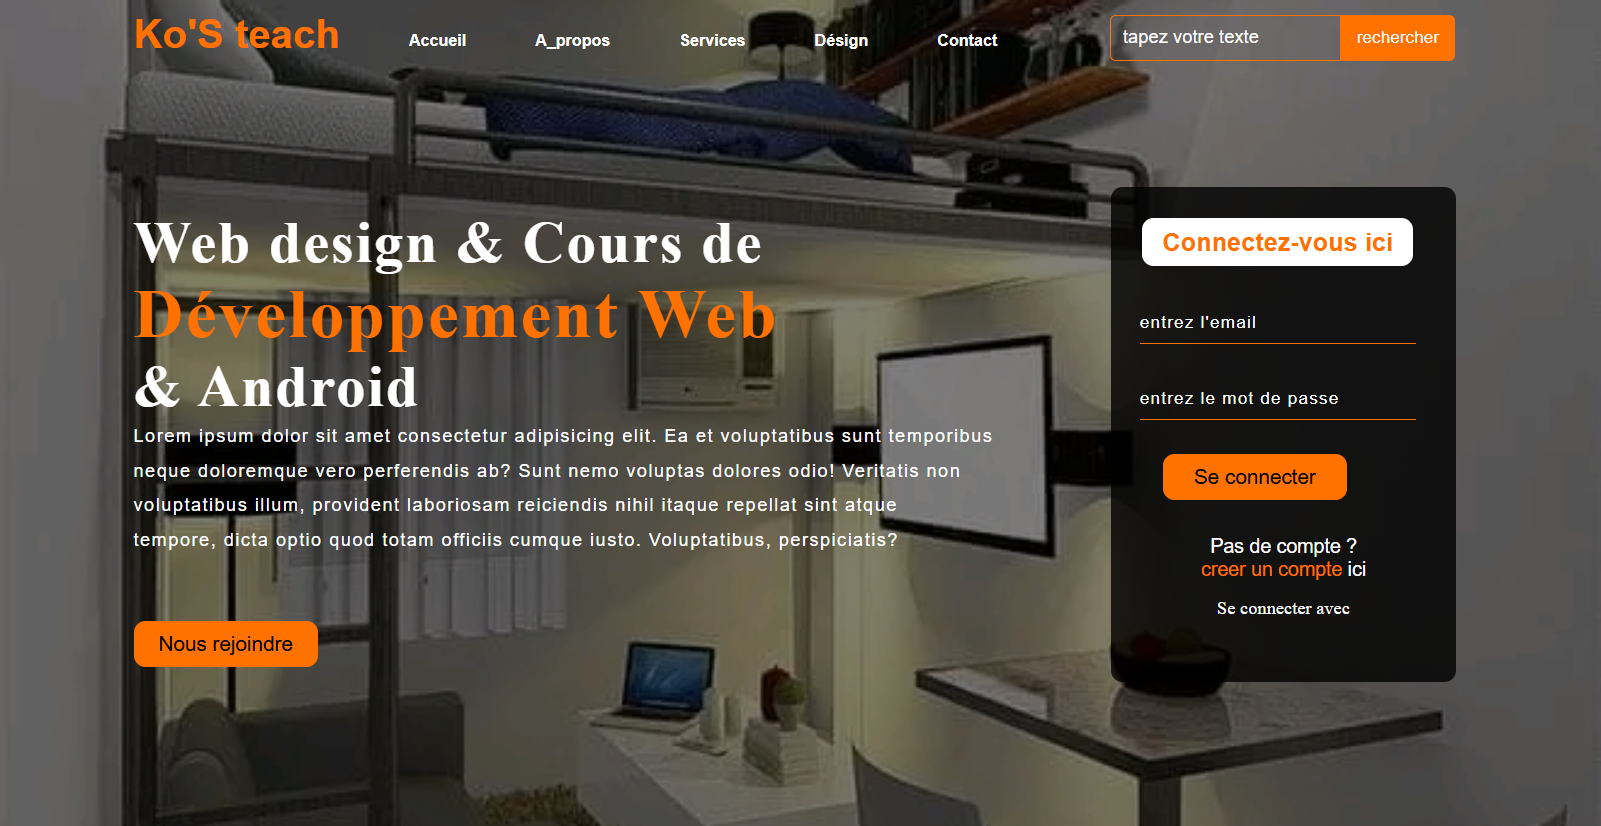 Ko'S teach
Accueil
A_propos
Services
Désign
Contact
tapez votre texte
rechercher
Web design & Cours de
Développement Web
& Android
Lorem ipsum dolor sit amet consectetur adipisicing elit. Ea et voluptatibus sunt temporibus
neque doloremque vero perferendis ab? Sunt nemo voluptas dolores odio! Veritatis non
voluptatibus illum, provident laboriosam reiciendis nihil itaque repellat sint atque
tempore, dicta optio quod totam officiis cumque iusto. Voluptatibus, perspiciatis?
Nous rejoindre
Connectez-vous ici
entrez l'email
entrez le mot de passe
Se connecter
Pas de compte ?
creer un compte ici
Se connecter avec